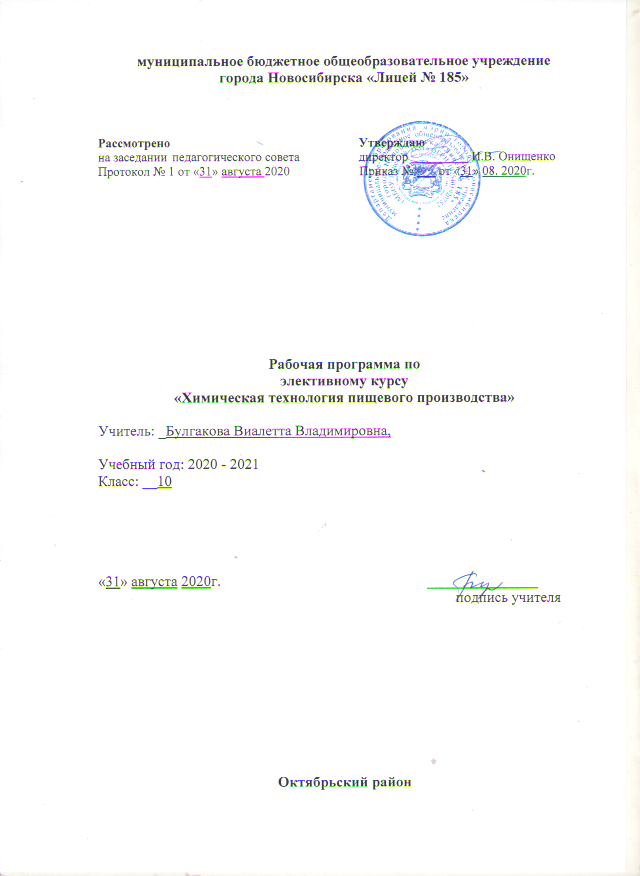 муниципальное бюджетное общеобразовательное учреждение
города Новосибирска «Лицей № 185»
Рассмотрено
на заседании педагогического совета
Протокол № 1 от «31» августа 2020
Утверждаю
директор __________ И.В. Онищенко
Приказ № от «31» 08. 2020г.
Рабочая программа по
элективному курсу
«Химическая технология пищевого производства»
Учитель: _Булгакова Виалетта Владимировна,
Учебный год: 2020 - 2021
Класс: __10
«31» августа 2020г.
подпись учителя
Октябрьский район